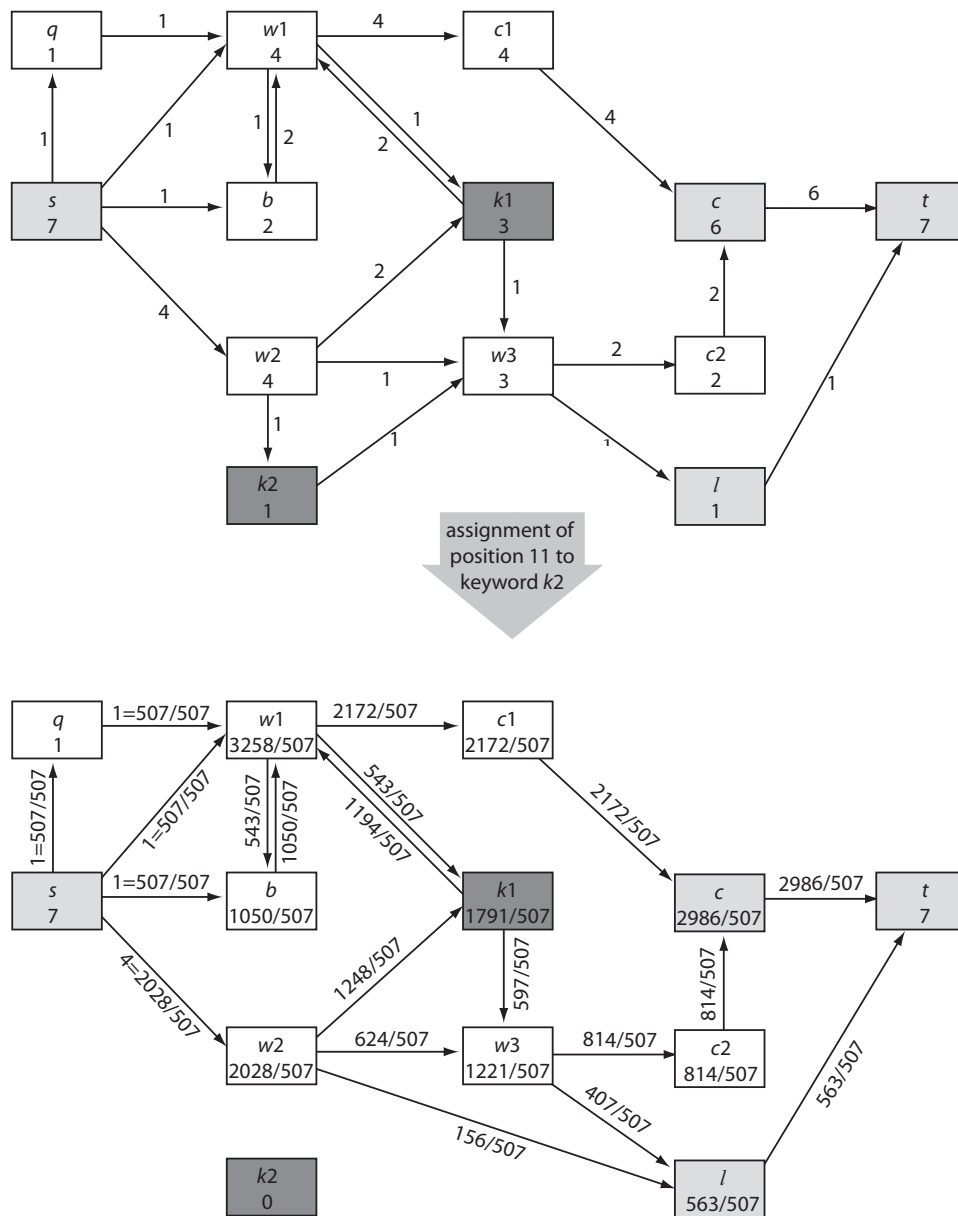 q
1
1
w1
4
4
c1
4
1
1
1
2
1
2
4
s
7
1
b
2
k1
3
c
6
6
t
7
4
2
1
2
w2
4
1
w3
3
2
c2
2
1
1
1
1
k2
1
l
1
assignment of
position 11 to
keyword k2
q
1
1=507/507
w1
3258/507
2172/507
c1
2172/507
1=507/507
1=507/507
543/507
1050/507
543/507
1194/507
2172/507
s
7
1=507/507
b
1050/507
k1
1791/507
c
2986/507
2986/507
t
7
4=2028/507
1248/507
597/507
814/507
w2
2028/507
624/507
w3
1221/507
814/507
c2
814/507
156/507
407/507
563/507
k2
0
l
563/507